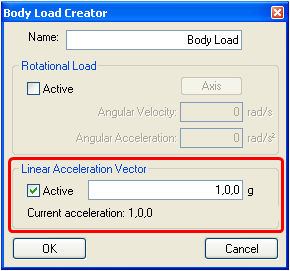 Body Load Creator
Name: Body Load
Rotational Load
Active Axis
Angular Velocity: 0 rad/s
Angular Acceleration: 0 rad/s²
Linear Acceleration Vector
Active 1,0,0 g
Current acceleration: 1,0,0
OK Cancel